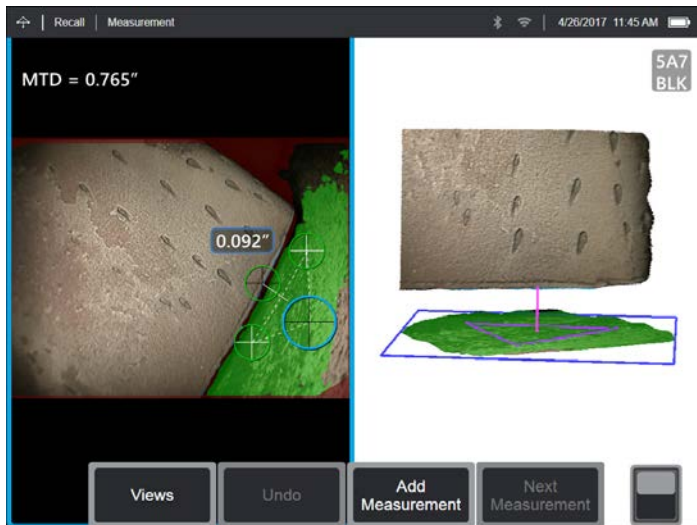 Recall | Measurement
4/26/2017 11:45 AM
MTD = 0.765"
5A7
BLK
0.092"
Views
Undo
Add
Measurement
Next
Measurement